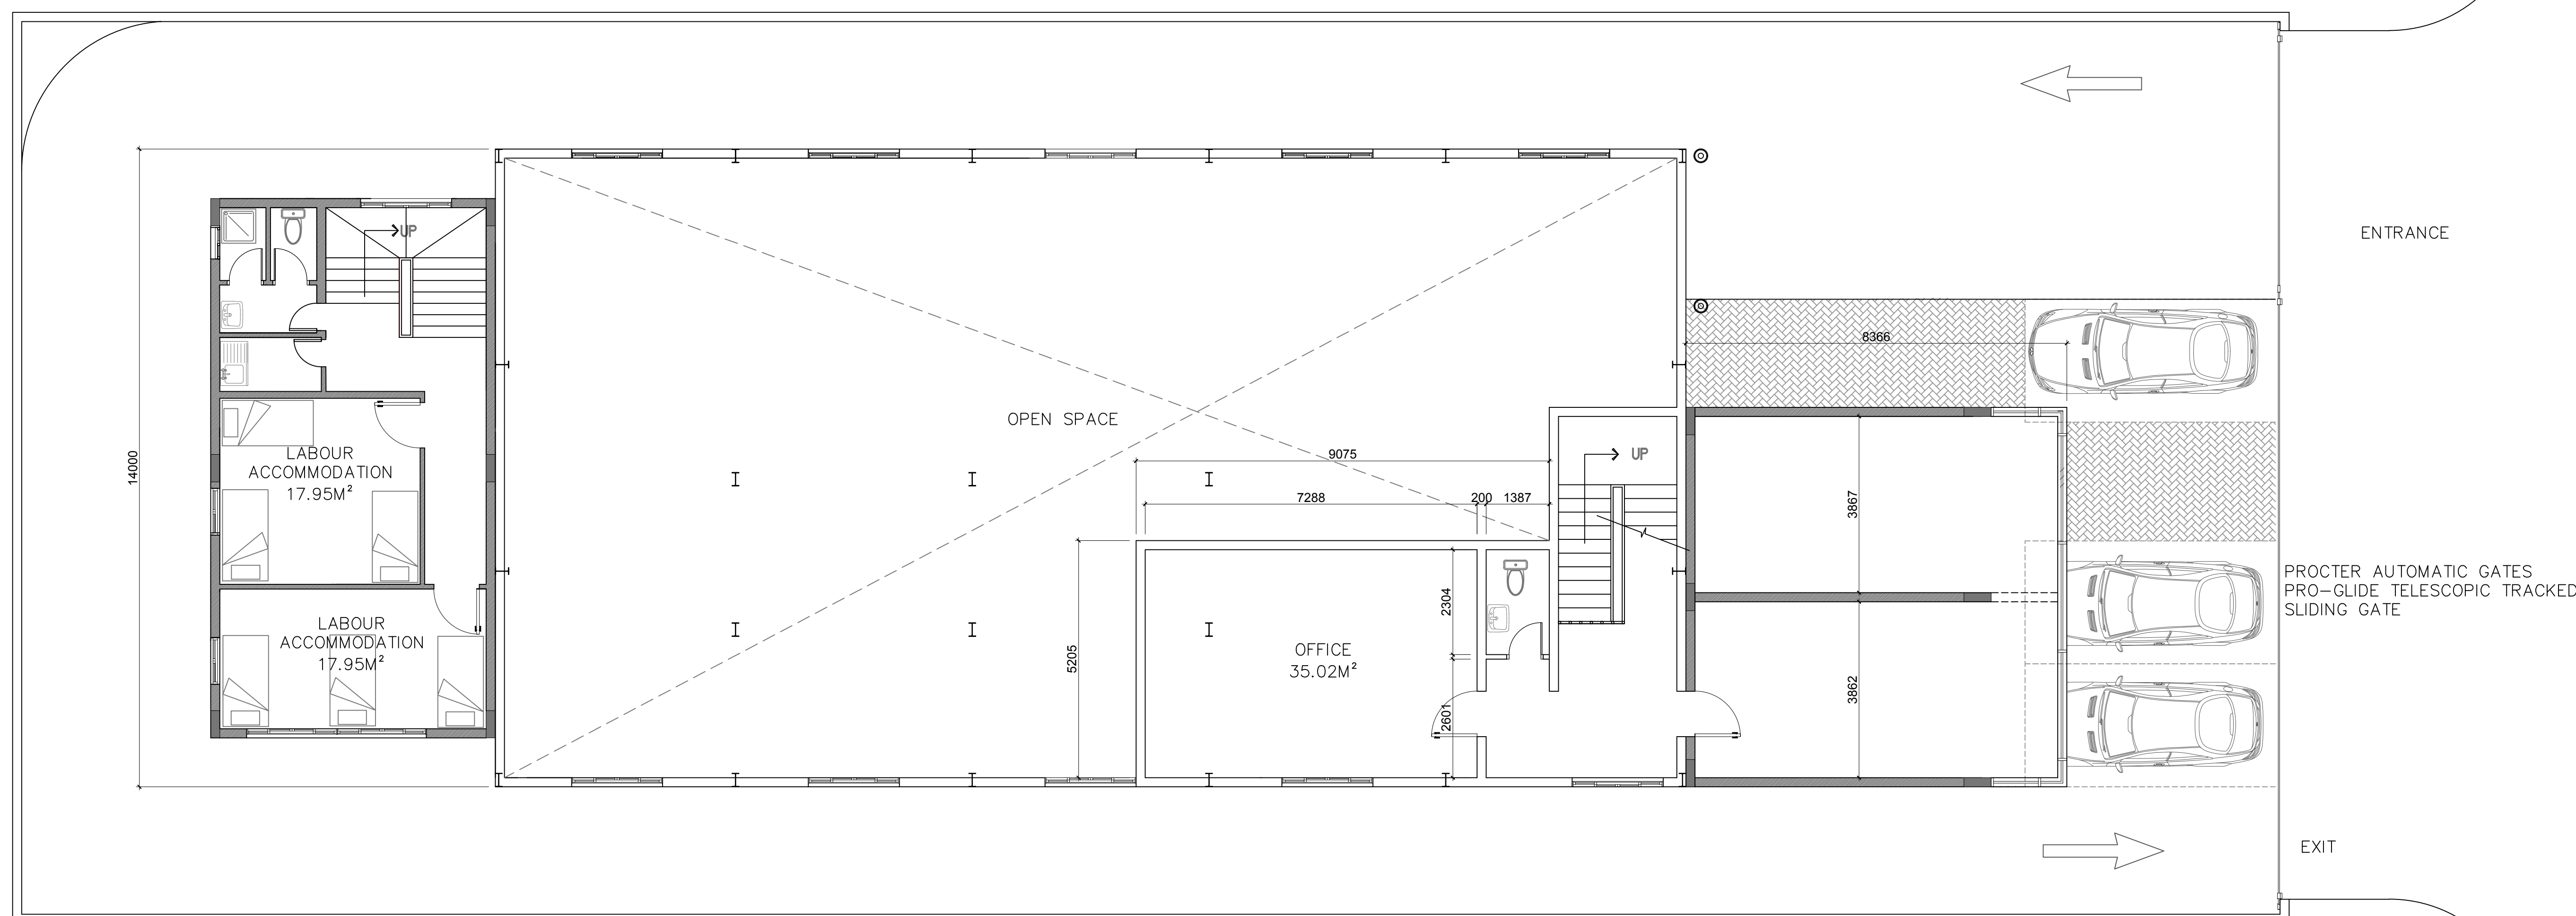 ENTRANCE
UP
8366
OPEN SPACE
9075
UP
14000
LABOUR
ACCOMMODATION
17.95M²
7288
200
1387
3867
PROCTER AUTOMATIC GATES
PRO-GLIDE TELESCOPIC TRACKED
SLIDING GATE
2304
5205
LABOUR
ACCOMMODATION
17.95M²
OFFICE
35.02M²
3862
2601
EXIT